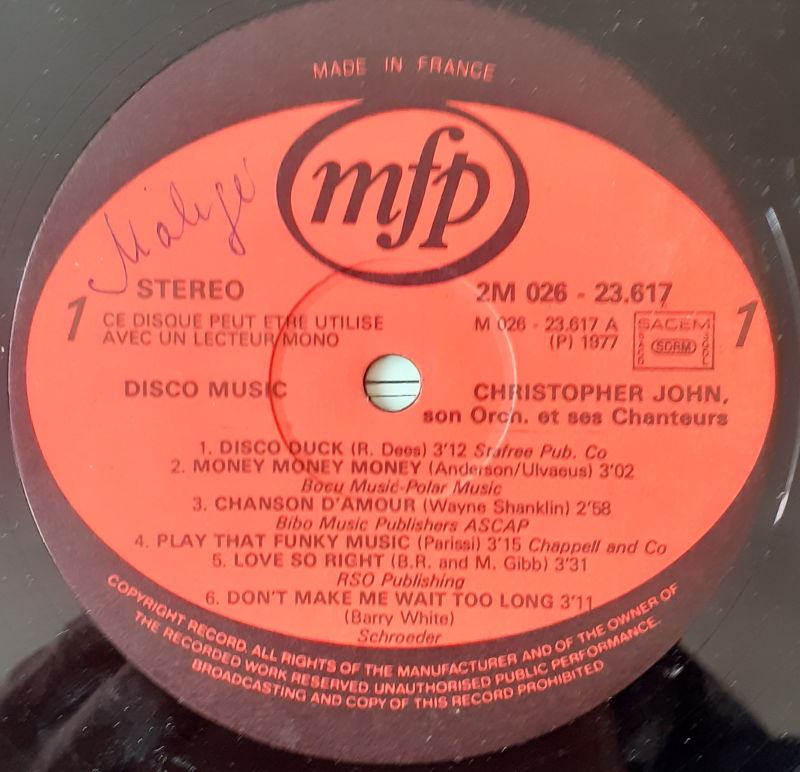 MADE IN FRANCE
mfp
STEREO
2M 026 - 23.617
1
CE DISQUE PEUT ETRE UTILISE
AVEC UN LECTEUR MONO
M 026 - 23.617 A
(P) 1977
SACEM
SDRM
1
DISCO MUSIC
CHRISTOPHER JOHN,
son Orch. et ses Chanteurs
1. DISCO DUCK (R. Dees) 3'12 Stafree Pub. Co
2. MONEY MONEY MONEY (Anderson/Ulvaeus) 3'02
Bocu Music-Polar Music
3. CHANSON D'AMOUR (Wayne Shanklin) 2'58
Bibo Music Publishers ASCAP
4. PLAY THAT FUNKY MUSIC (Parissi) 3'15 Chappell and Co
5. LOVE SO RIGHT (B.R. and M. Gibb) 3'31
RSO Publishing
6. DON'T MAKE ME WAIT TOO LONG 3'11
(Barry White)
Schroeder
COPYRIGHT RECORD. ALL RIGHTS OF THE MANUFACTURER AND OF THE OWNER OF
THE RECORDED WORK RESERVED UNAUTHORISED PUBLIC PERFORMANCE.
BROADCASTING AND COPY OF THIS RECORD PROHIBITED